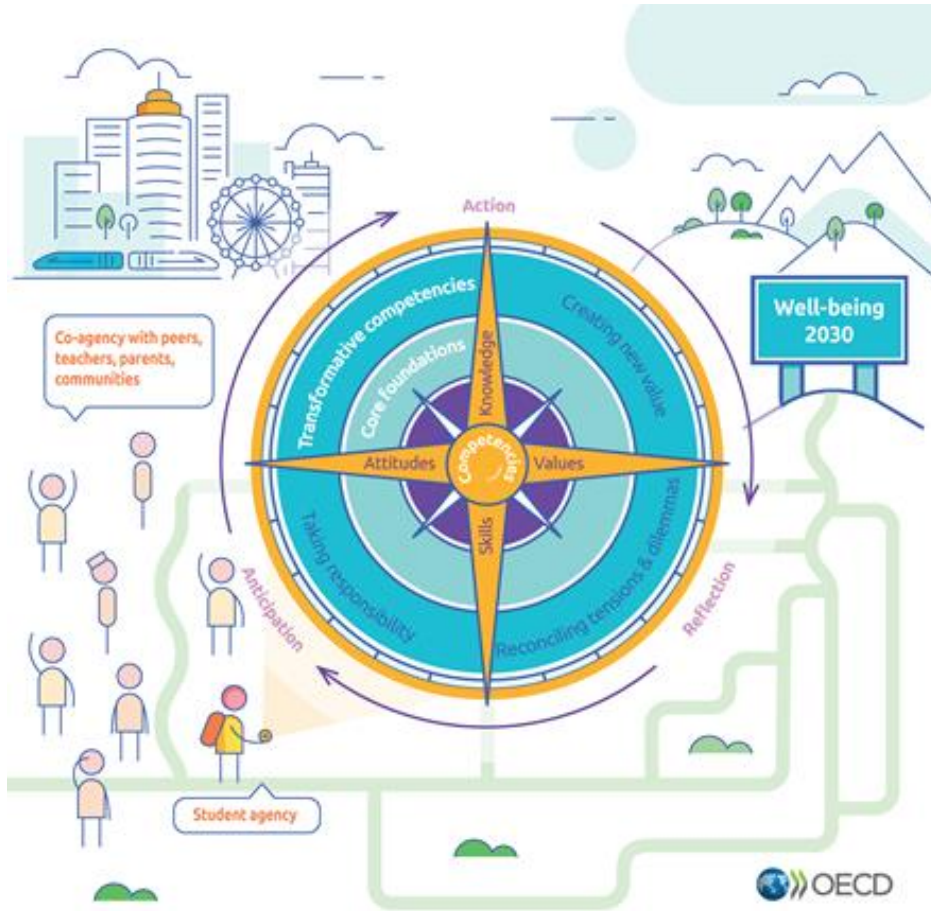 Action
Transformative competencies
Creating new value
Core foundations
Knowledge
Attitudes
Competencies
Values
Skills
Taking responsibility
Reconciling tensions & dilemmas
Anticipation
Reflection
Well-being
2030
Co-agency with peers,
teachers, parents,
communities
Student agency
OECD